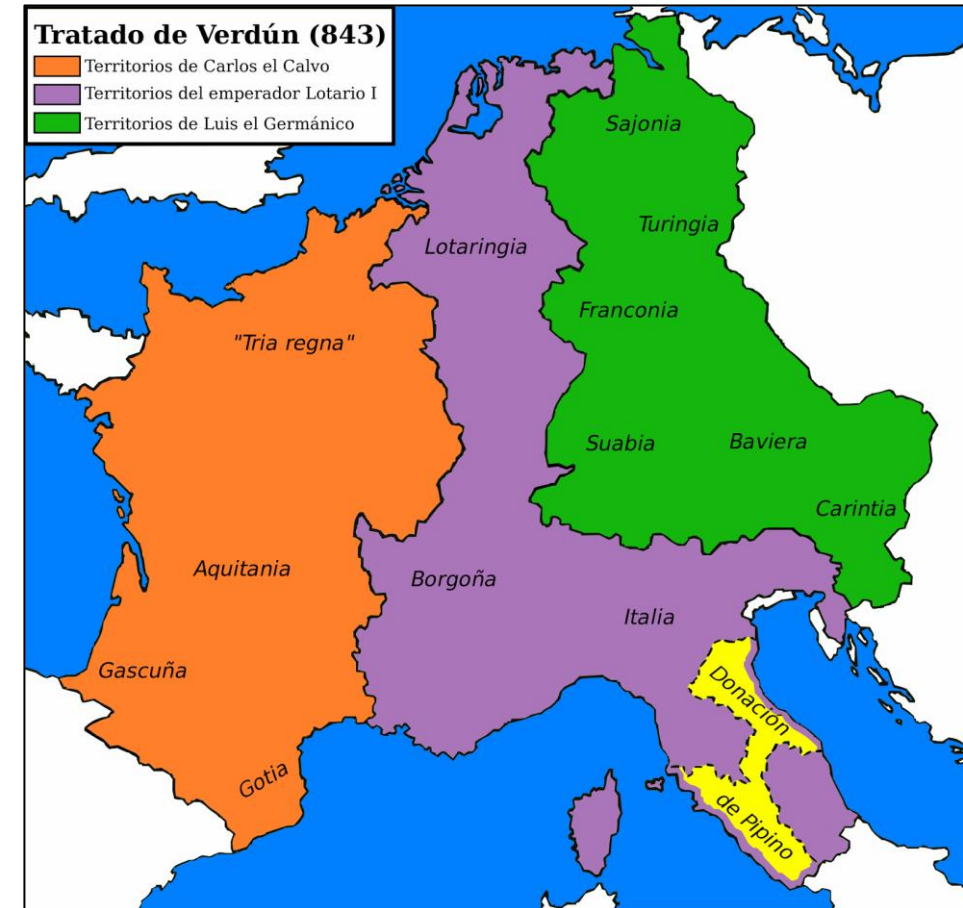 Tratado de Verdún (843)
Territorios de Carlos el Calvo
Territorios del emperador Lotario I
Territorios de Luis el Germánico
Sajonia
Turingia
Lotaringia
Franconia
"Tria regna"
Suabia
Baviera
Carintia
Aquitania
Borgoña
Italia
Gascuña
Donación
de Pipino
Gotia